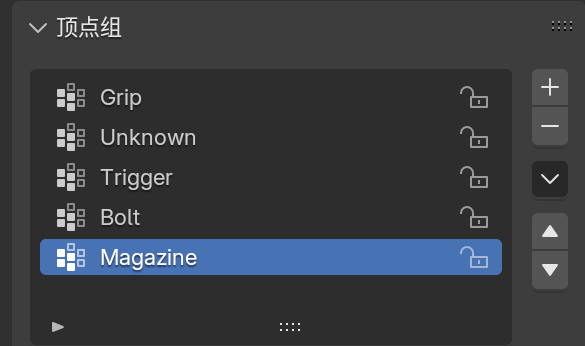 顶点组
Grip
Unknown
Trigger
Bolt
Magazine